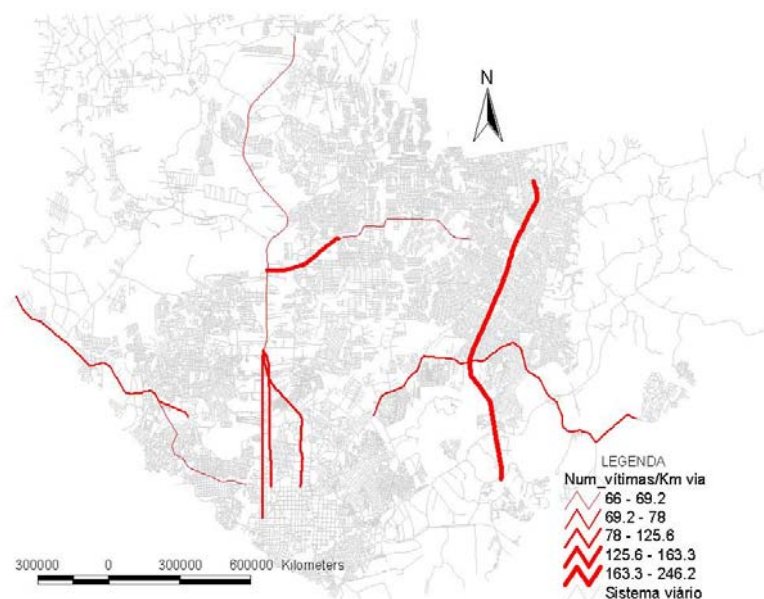 N
LEGENDA
Num_vítimas/Km via
66 - 69.2
69.2 - 78
78 - 125.6
125.6 - 163.3
163.3 - 246.2
Sistema viário
300000 0 300000 600000 Kilometers